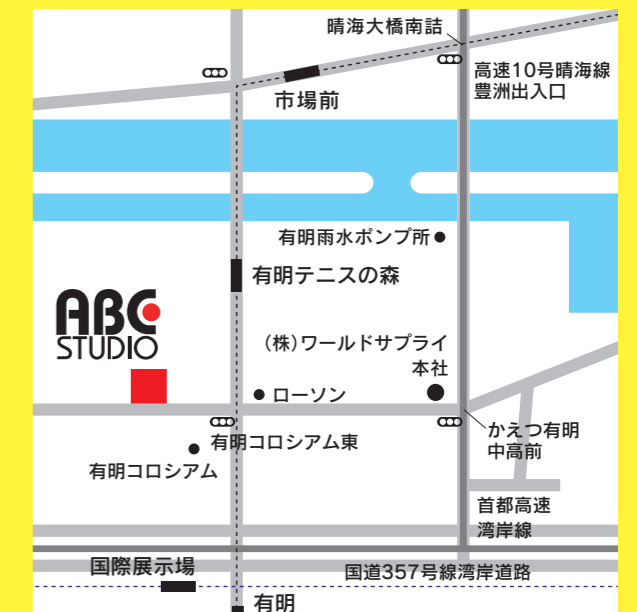 晴海大橋南詰
高速10号晴海線
豊洲出入口
市場前
有明雨水ポンプ所
有明テニスの森
ABC
STUDIO
(株)ワールドサプライ
本社
ローソン
有明コロシアム東
かえつ有明
中高前
有明コロシアム
首都高速
湾岸線
国際展示場
国道357号線湾岸道路
有明